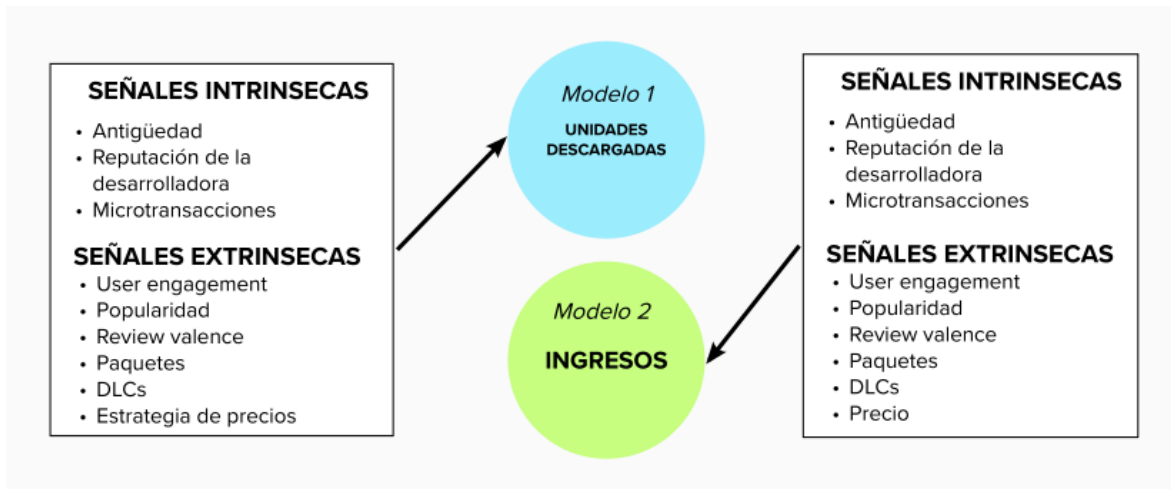 SEÑALES INTRINSECAS
• Antigüedad
• Reputación de la
desarrolladora
• Microtransacciones
SEÑALES EXTRINSECAS
• User engagement
• Popularidad
• Review valence
• Paquetes
• DLCs
• Estrategia de precios
Modelo 1
UNIDADES
DESCARGADAS
Modelo 2
INGRESOS
SEÑALES INTRINSECAS
• Antigüedad
• Reputación de la
desarrolladora
• Microtransacciones
SEÑALES EXTRINSECAS
• User engagement
• Popularidad
• Review valence
• Paquetes
• DLCs
• Precio